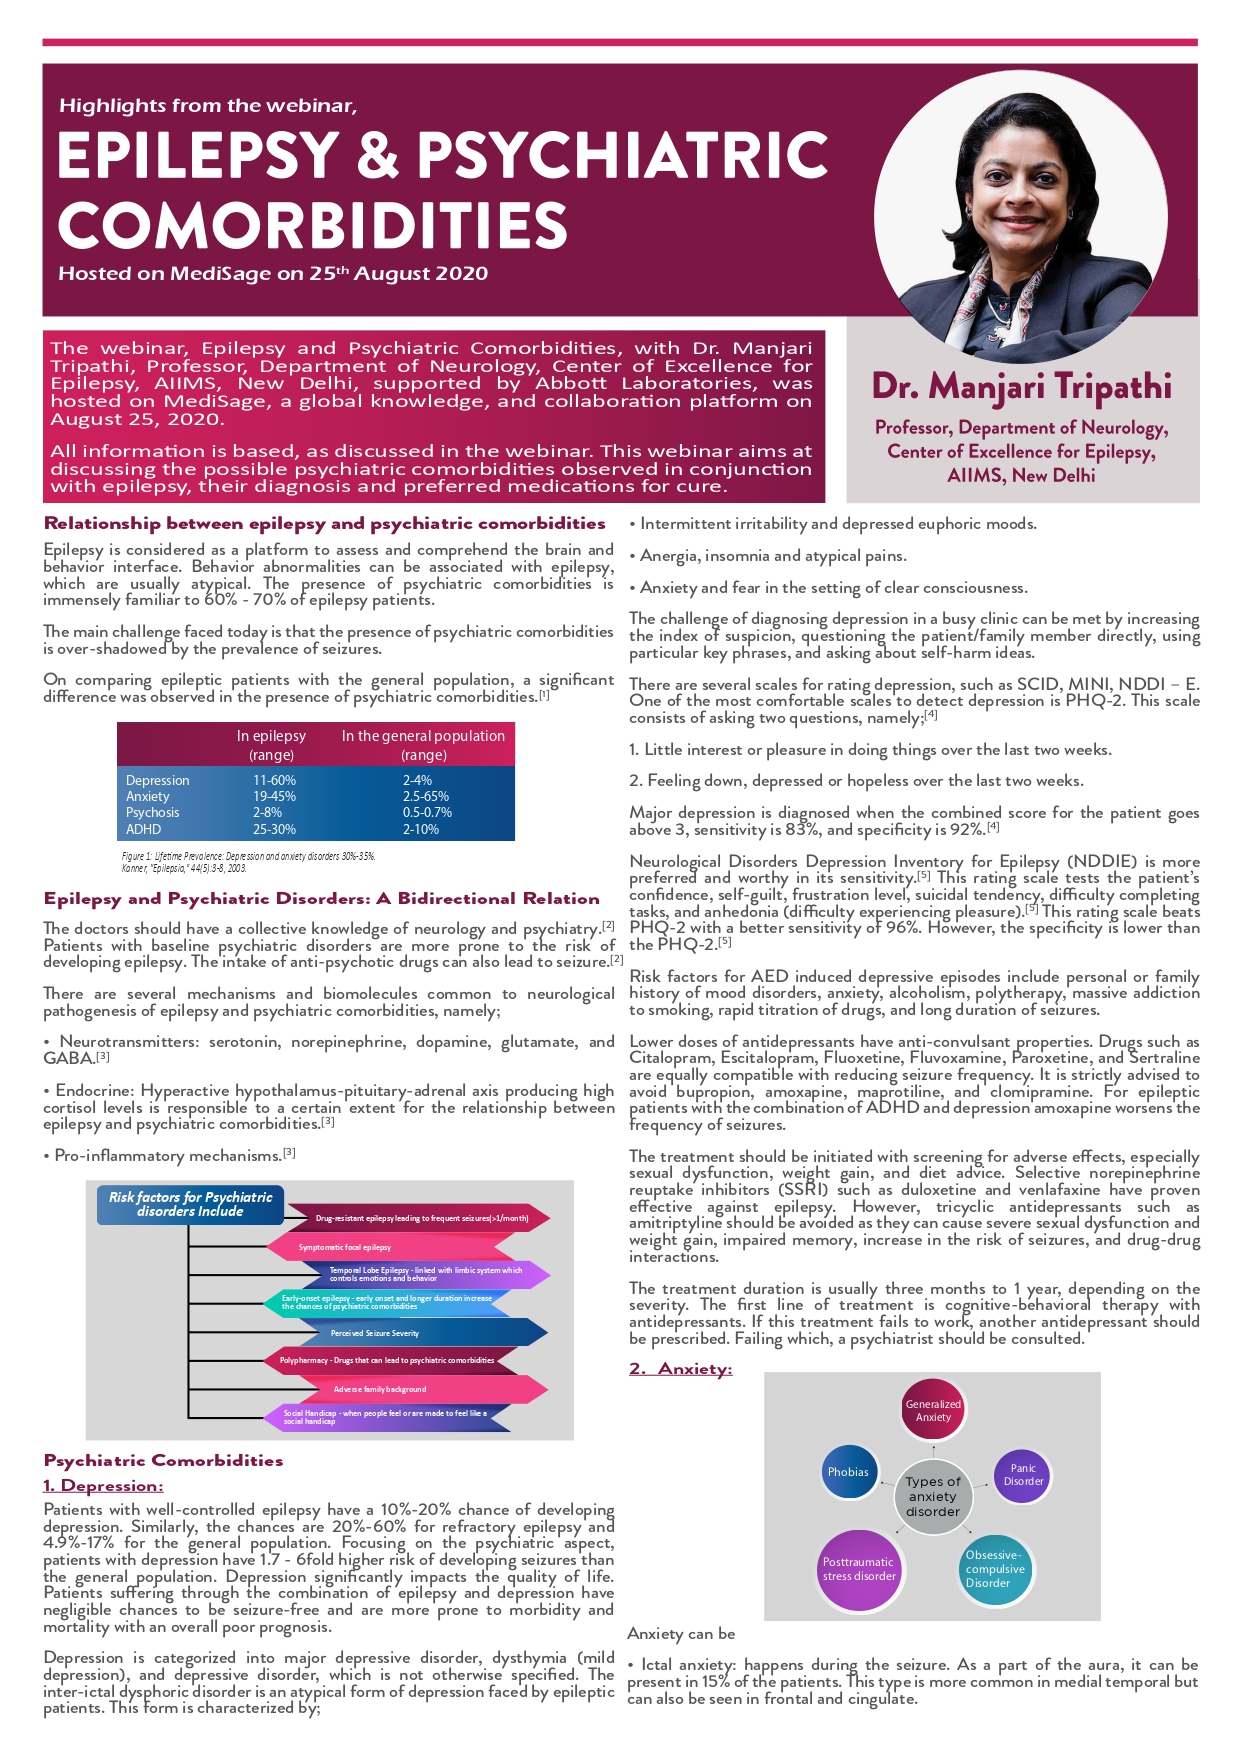 Highlights from the webinar,
EPILEPSY & PSYCHIATRIC
COMORBIDITIES
Hosted on MediSage on 25th August 2020
The webinar, Epilepsy and Psychiatric Comorbidities, with Dr. Manjari
Tripathi, Professor, Department of Neurology, Center of Excellence for
Epilepsy, AIIMS, New Delhi, supported by Abbott Laboratories, was
hosted on MediSage, a global knowledge, and collaboration platform on
August 25, 2020.
All information is based, as discussed in the webinar. This webinar aims at
discussing the possible psychiatric comorbidities observed in conjunction
with epilepsy, their diagnosis and preferred medications for cure.
Dr. Manjari Tripathi
Professor, Department of Neurology,
Center of Excellence for Epilepsy,
AIIMS, New Delhi
Relationship between epilepsy and psychiatric comorbidities
Epilepsy is considered as a platform to assess and comprehend the brain and
behavior interface. Behavior abnormalities can be associated with epilepsy,
which are usually atypical. The presence of psychiatric comorbidities is
immensely familiar to 60% - 70% of epilepsy patients.
The main challenge faced today is that the presence of psychiatric comorbidities
is over-shadowed by the prevalence of seizures.
On comparing epileptic patients with the general population, a significant
difference was observed in the presence of psychiatric comorbidities.[1]
In epilepsy In the general population
(range) (range)
Depression 11-60% 2-4%
Anxiety 19-45% 2.5-65%
Psychosis 2-8% 0.5-0.7%
ADHD 25-30% 2-10%
Figure 1: Lifetime Prevalence: Depression and anxiety disorders 30%-35%.
Kanner, "Epilepsia," 44(5):3-8, 2003.
Epilepsy and Psychiatric Disorders: A Bidirectional Relation
The doctors should have a collective knowledge of neurology and psychiatry.[2]
Patients with baseline psychiatric disorders are more prone to the risk of
developing epilepsy. The intake of anti-psychotic drugs can also lead to seizure.[2]
There are several mechanisms and biomolecules common to neurological
pathogenesis of epilepsy and psychiatric comorbidities, namely;
• Neurotransmitters: serotonin, norepinephrine, dopamine, glutamate, and
GABA.[3]
• Endocrine: Hyperactive hypothalamus-pituitary-adrenal axis producing high
cortisol levels is responsible to a certain extent for the relationship between
epilepsy and psychiatric comorbidities.[3]
• Pro-inflammatory mechanisms.[3]
Risk factors for Psychiatric
disorders Include
Drug-resistant epilepsy leading to frequent seizures(>1/month)
Symptomatic focal epilepsy
Temporal Lobe Epilepsy - linked with limbic system which
controls emotions and behavior
Early-onset epilepsy - early onset and longer duration increase
the chances of psychiatric comorbidities
Perceived Seizure Severity
Polypharmacy - Drugs that can lead to psychiatric comorbidities
Adverse family background
Social Handicap - when people feel or are made to feel like a
social handicap
Psychiatric Comorbidities
1. Depression:
Patients with well-controlled epilepsy have a 10%-20% chance of developing
depression. Similarly, the chances are 20%-60% for refractory epilepsy and
4.9%-17% for the general population. Focusing on the psychiatric aspect,
patients with depression have 1.7 - 6fold higher risk of developing seizures than
the general population. Depression significantly impacts the quality of life.
Patients suffering through the combination of epilepsy and depression have
negligible chances to be seizure-free and are more prone to morbidity and
mortality with an overall poor prognosis.
Depression is categorized into major depressive disorder, dysthymia (mild
depression), and depressive disorder, which is not otherwise specified. The
inter-ictal dysphoric disorder is an atypical form of depression faced by epileptic
patients. This form is characterized by;
• Intermittent irritability and depressed euphoric moods.
• Anergia, insomnia and atypical pains.
• Anxiety and fear in the setting of clear consciousness.
The challenge of diagnosing depression in a busy clinic can be met by increasing
the index of suspicion, questioning the patient/family member directly, using
particular key phrases, and asking about self-harm ideas.
There are several scales for rating depression, such as SCID, MINI, NDDI – E.
One of the most comfortable scales to detect depression is PHQ-2. This scale
consists of asking two questions, namely;[4]
1. Little interest or pleasure in doing things over the last two weeks.
2. Feeling down, depressed or hopeless over the last two weeks.
Major depression is diagnosed when the combined score for the patient goes
above 3, sensitivity is 83%, and specificity is 92%.[4]
Neurological Disorders Depression Inventory for Epilepsy (NDDIE) is more
preferred and worthy in its sensitivity.[5] This rating scale tests the patient's
confidence, self-guilt, frustration level, suicidal tendency, difficulty completing
tasks, and anhedonia (difficulty experiencing pleasure).[5] This rating scale beats
PHQ-2 with a better sensitivity of 96%. However, the specificity is lower than
the PHQ-2.[5]
Risk factors for AED induced depressive episodes include personal or family
history of mood disorders, anxiety, alcoholism, polytherapy, massive addiction
to smoking, rapid titration of drugs, and long duration of seizures.
Lower doses of antidepressants have anti-convulsant properties. Drugs such as
Citalopram, Escitalopram, Fluoxetine, Fluvoxamine, Paroxetine, and Sertraline
are equally compatible with reducing seizure frequency. It is strictly advised to
avoid bupropion, amoxapine, maprotiline, and clomipramine. For epileptic
patients with the combination of ADHD and depression amoxapine worsens the
frequency of seizures.
The treatment should be initiated with screening for adverse effects, especially
sexual dysfunction, weight gain, and diet advice. Selective norepinephrine
reuptake inhibitors (SSRI) such as duloxetine and venlafaxine have proven
effective against epilepsy. However, tricyclic antidepressants such as
amitriptyline should be avoided as they can cause severe sexual dysfunction and
weight gain, impaired memory, increase in the risk of seizures, and drug-drug
interactions.
The treatment duration is usually three months to 1 year, depending on the
severity. The first line of treatment is cognitive-behavioral therapy with
antidepressants. If this treatment fails to work, another antidepressant should
be prescribed. Failing which, a psychiatrist should be consulted.
2. Anxiety:
Generalized
Anxiety
Phobias
Panic
Disorder
Types of
anxiety
disorder
Posttraumatic
stress disorder
Obsessive-
compulsive
Disorder
Anxiety can be
• Ictal anxiety: happens during the seizure. As a part of the aura, it can be
present in 15% of the patients. This type is more common in medial temporal but
can also be seen in frontal and cingulate.